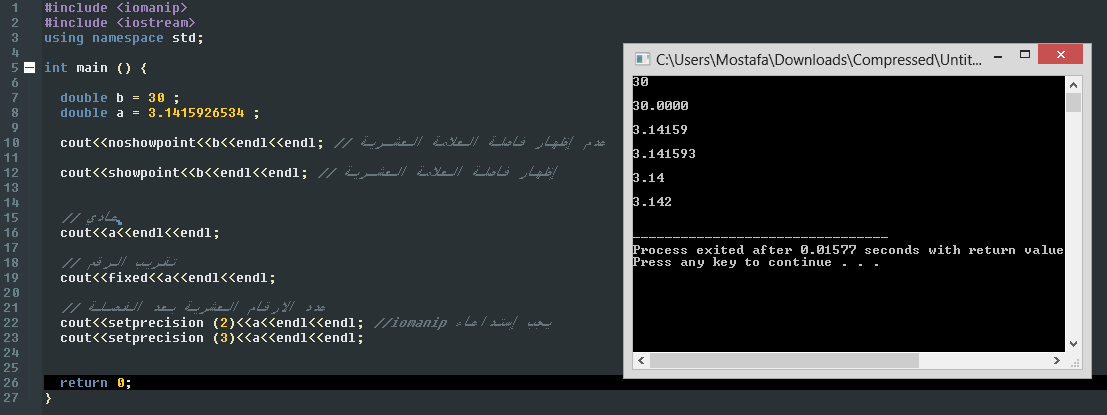 1 #include <iomanip>
2 #include <iostream>
3 using namespace std;
4
5 int main () {
6
7 double b = 30 ;
8 double a = 3.1415926534 ;
9
10 cout<<noshowpoint<<b<<endl<<endl; // عدم إظهار فاصلة العلامة العشرية
11
12 cout<<showpoint<<b<<endl<<endl; // إظهار فاصلة العلامة العشرية
13
14
15 // عادي
16 cout<<a<<endl<<endl;
17
18 // تقريب الرقم
19 cout<<fixed<<a<<endl<<endl;
20
21 // عدد الارقام العشرية بعد الفصلة
22 cout<<setprecision (2)<<a<<endl<<endl; //iomanip يجب إستدعاء
23 cout<<setprecision (3)<<a<<endl<<endl;
24
25
26 return 0;
27 }
C:\Users\Mostafa\Downloads\Compressed\Untit...
30
30.0000
3.14159
3.141593
3.14
3.142
--------------------------------
Process exited after 0.01577 seconds with return value
Press any key to continue . . .